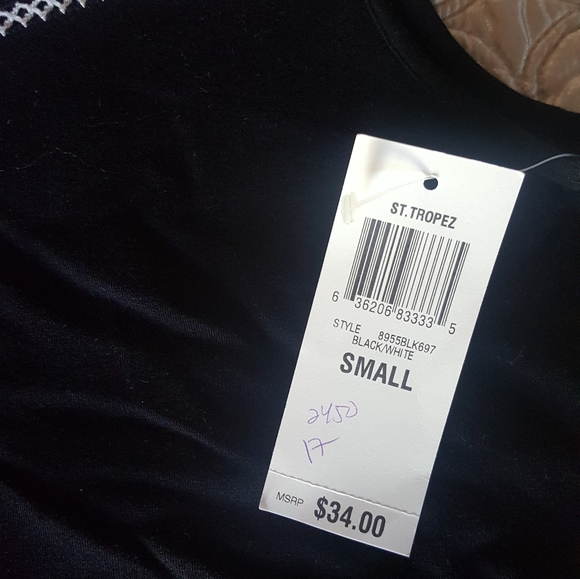 ST.TROPEZ
6 36206 83333 5
STYLE 8955BLK697
BLACK/WHITE
SMALL
2450
17
MSRP $34.00